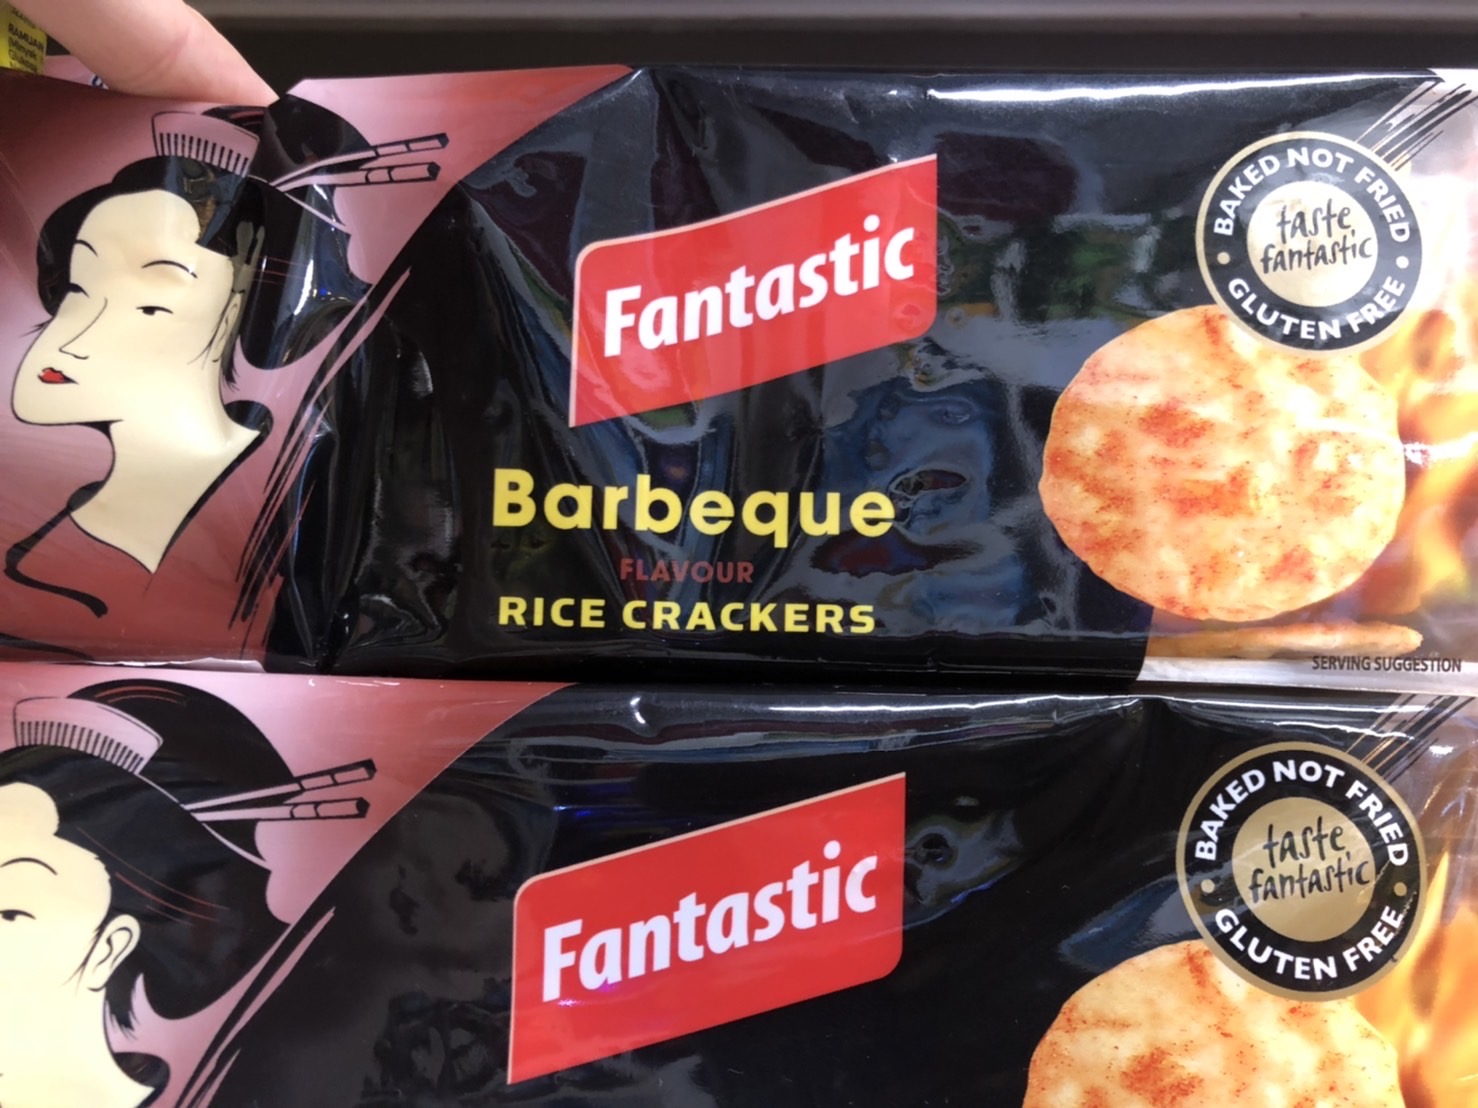 RAMUAN
Fantastic
BAKED NOT FRIED
taste
fantastic
GLUTEN FREE
Barbeque
FLAVOUR
RICE CRACKERS
SERVING SUGGESTION
Fantastic
BAKED NOT FRIED
taste
fantastic
GLUTEN FREE